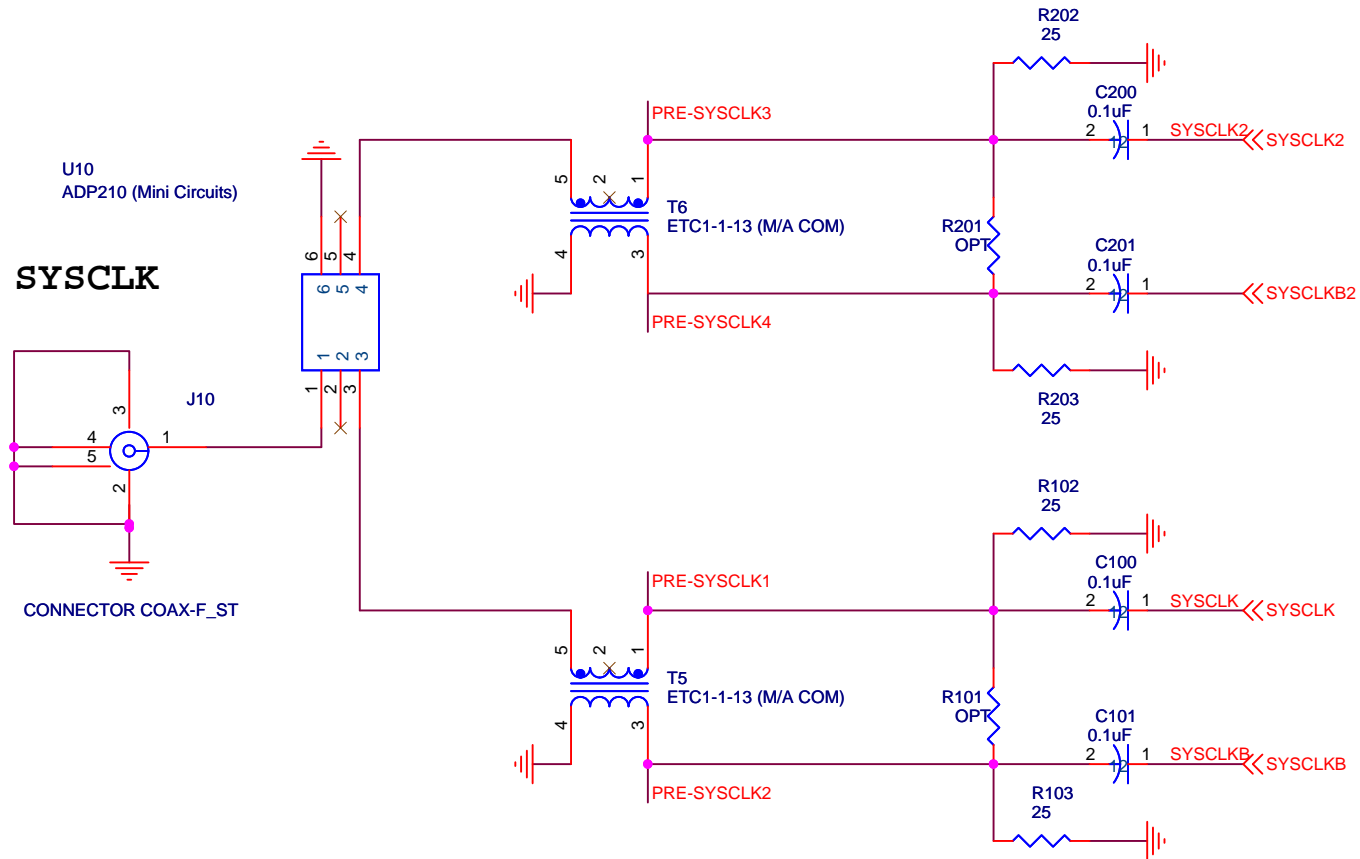 R202
25
C200
0.1uF
2
12
1
SYSCLK2
SYSCLK2
PRE-SYSCLK3
U10
ADP210 (Mini Circuits)
5
2
1
T6
ETC1-1-13 (M/A COM)
4
3
R201
OPT
C201
0.1uF
2
12
1
SYSCLKB2
PRE-SYSCLK4
R203
25
SYSCLK
6
5
4
6
5
4
1
2
3
1
2
3
J10
3
4
1
5
2
CONNECTOR COAX-F_ST
R102
25
C100
0.1uF
2
12
1
SYSCLK
SYSCLK
PRE-SYSCLK1
5
2
1
T5
ETC1-1-13 (M/A COM)
4
3
R101
OPT
C101
0.1uF
2
12
1
SYSCLKB
SYSCLKB
PRE-SYSCLK2
R103
25